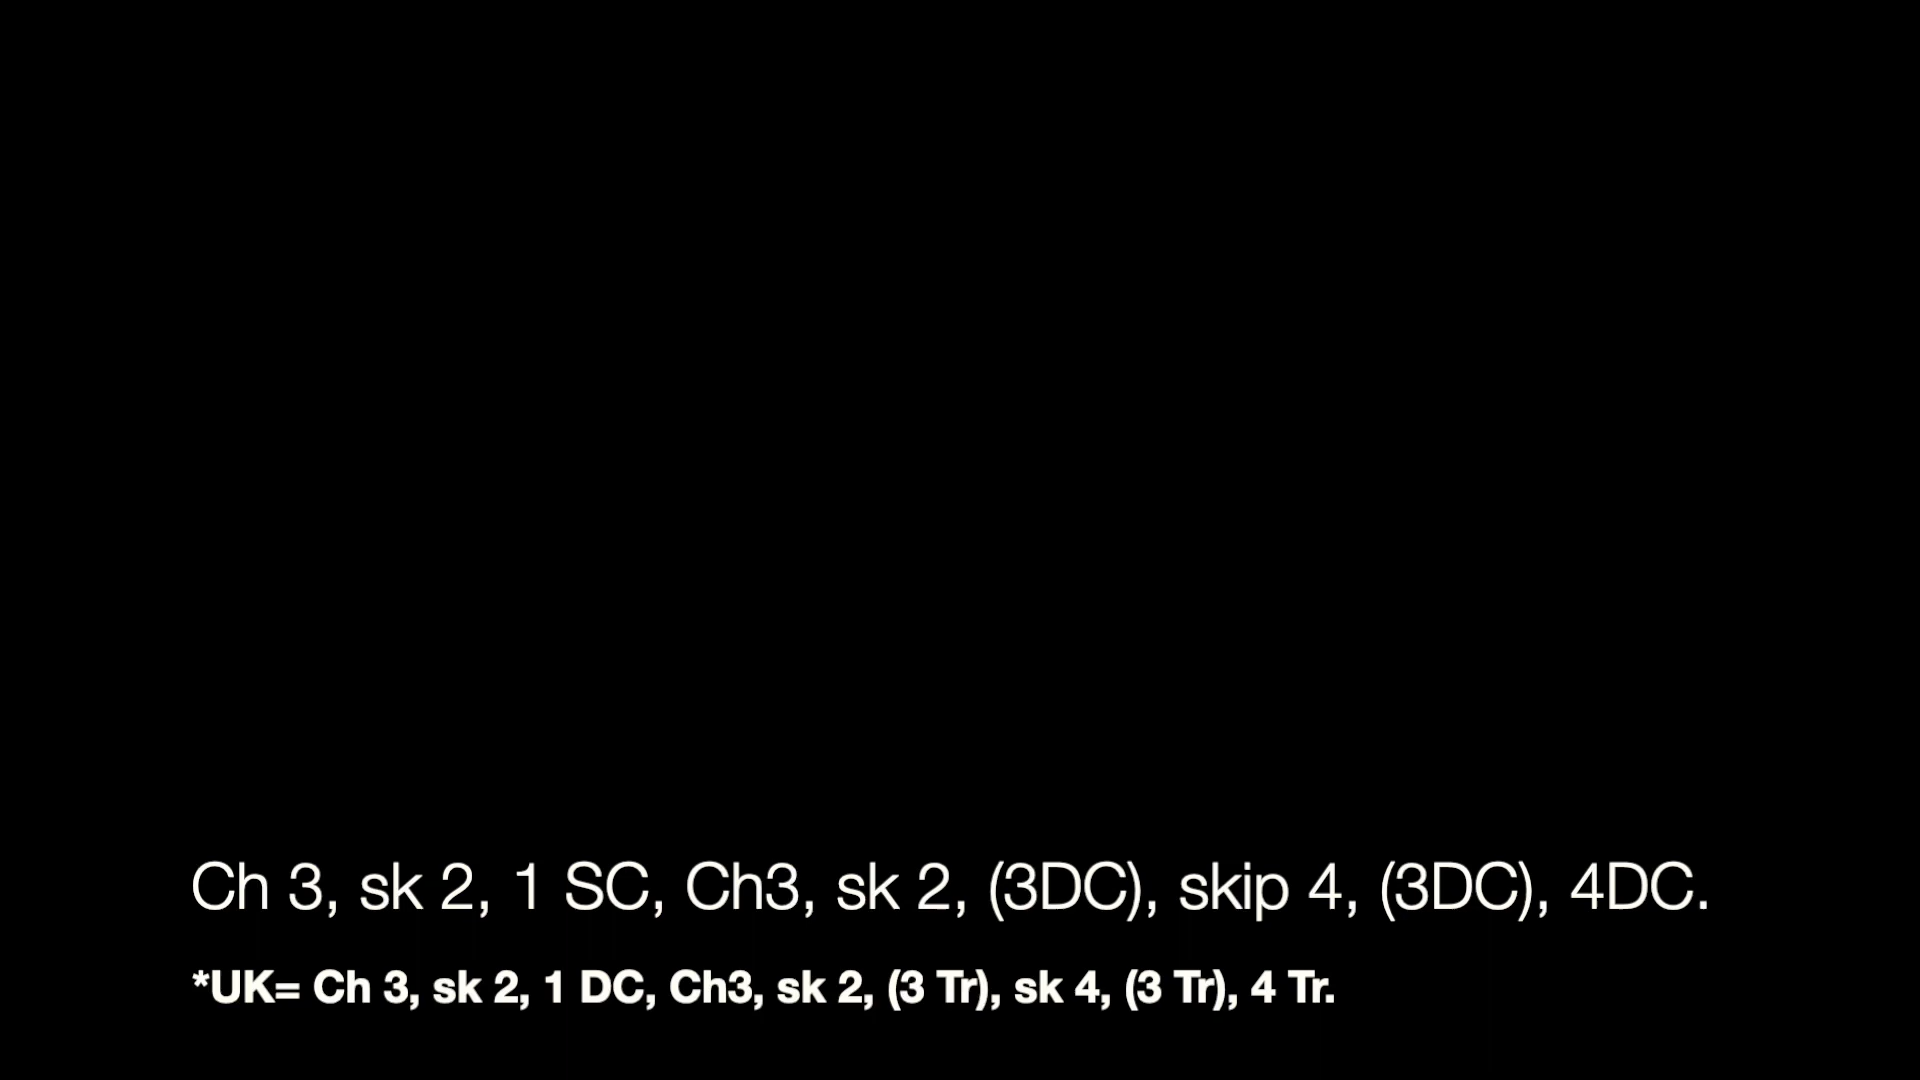 Ch 3, sk 2, 1 SC, Ch3, sk 2, (3DC), skip 4, (3DC), 4DC.
*UK= Ch 3, sk 2, 1 DC, Ch3, sk 2, (3 Tr), sk 4, (3 Tr), 4 Tr.